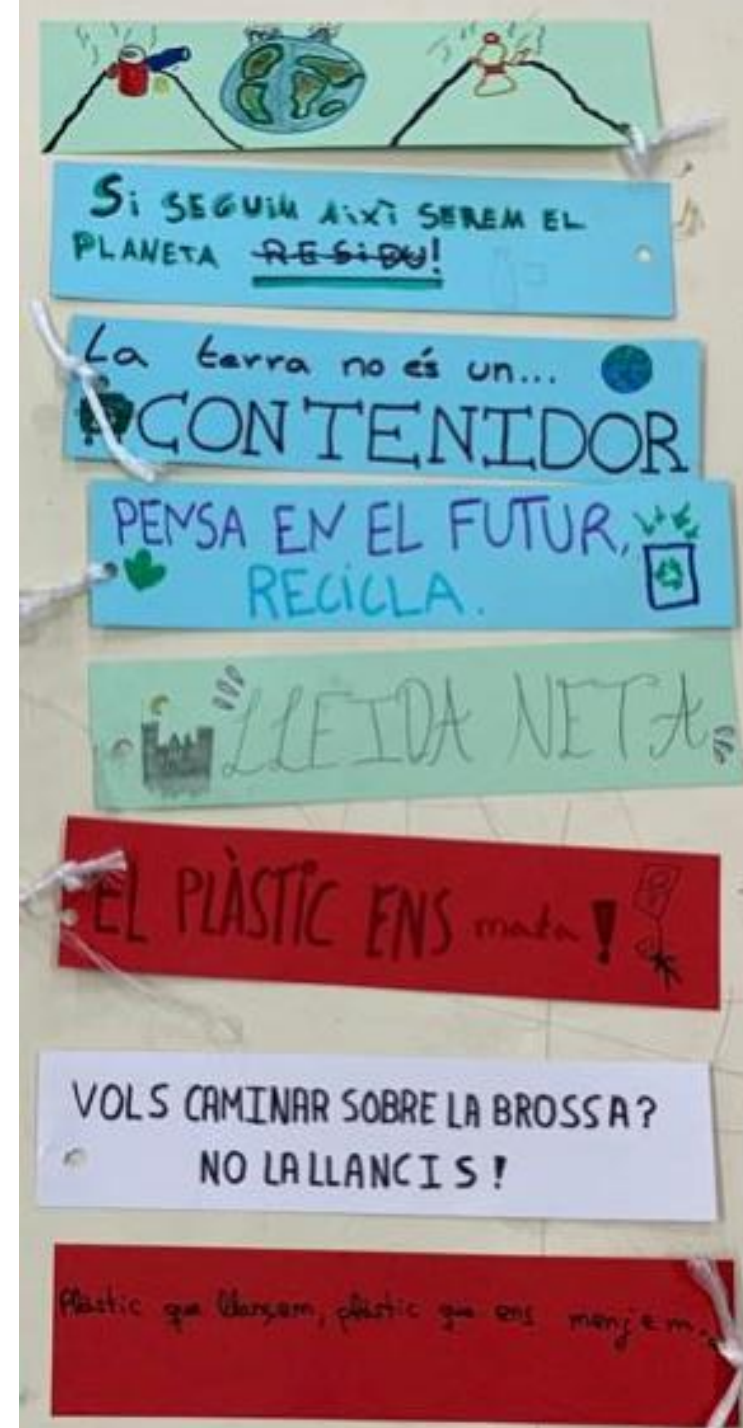 Si SEGUIM AiXÍ SEREM EL
PLANETA RESiDU!
La terra no és un...
CONTENIDOR
PENSA EN EL FUTUR,
RECICLA.
LLEIDA NETA
EL PLÀSTIC ENS mata!
VOLS CAMINAR SOBRE LA BROSSA?
NO LA LLANCIS!
Plàstic que llançem, plàstic que ens menjem.